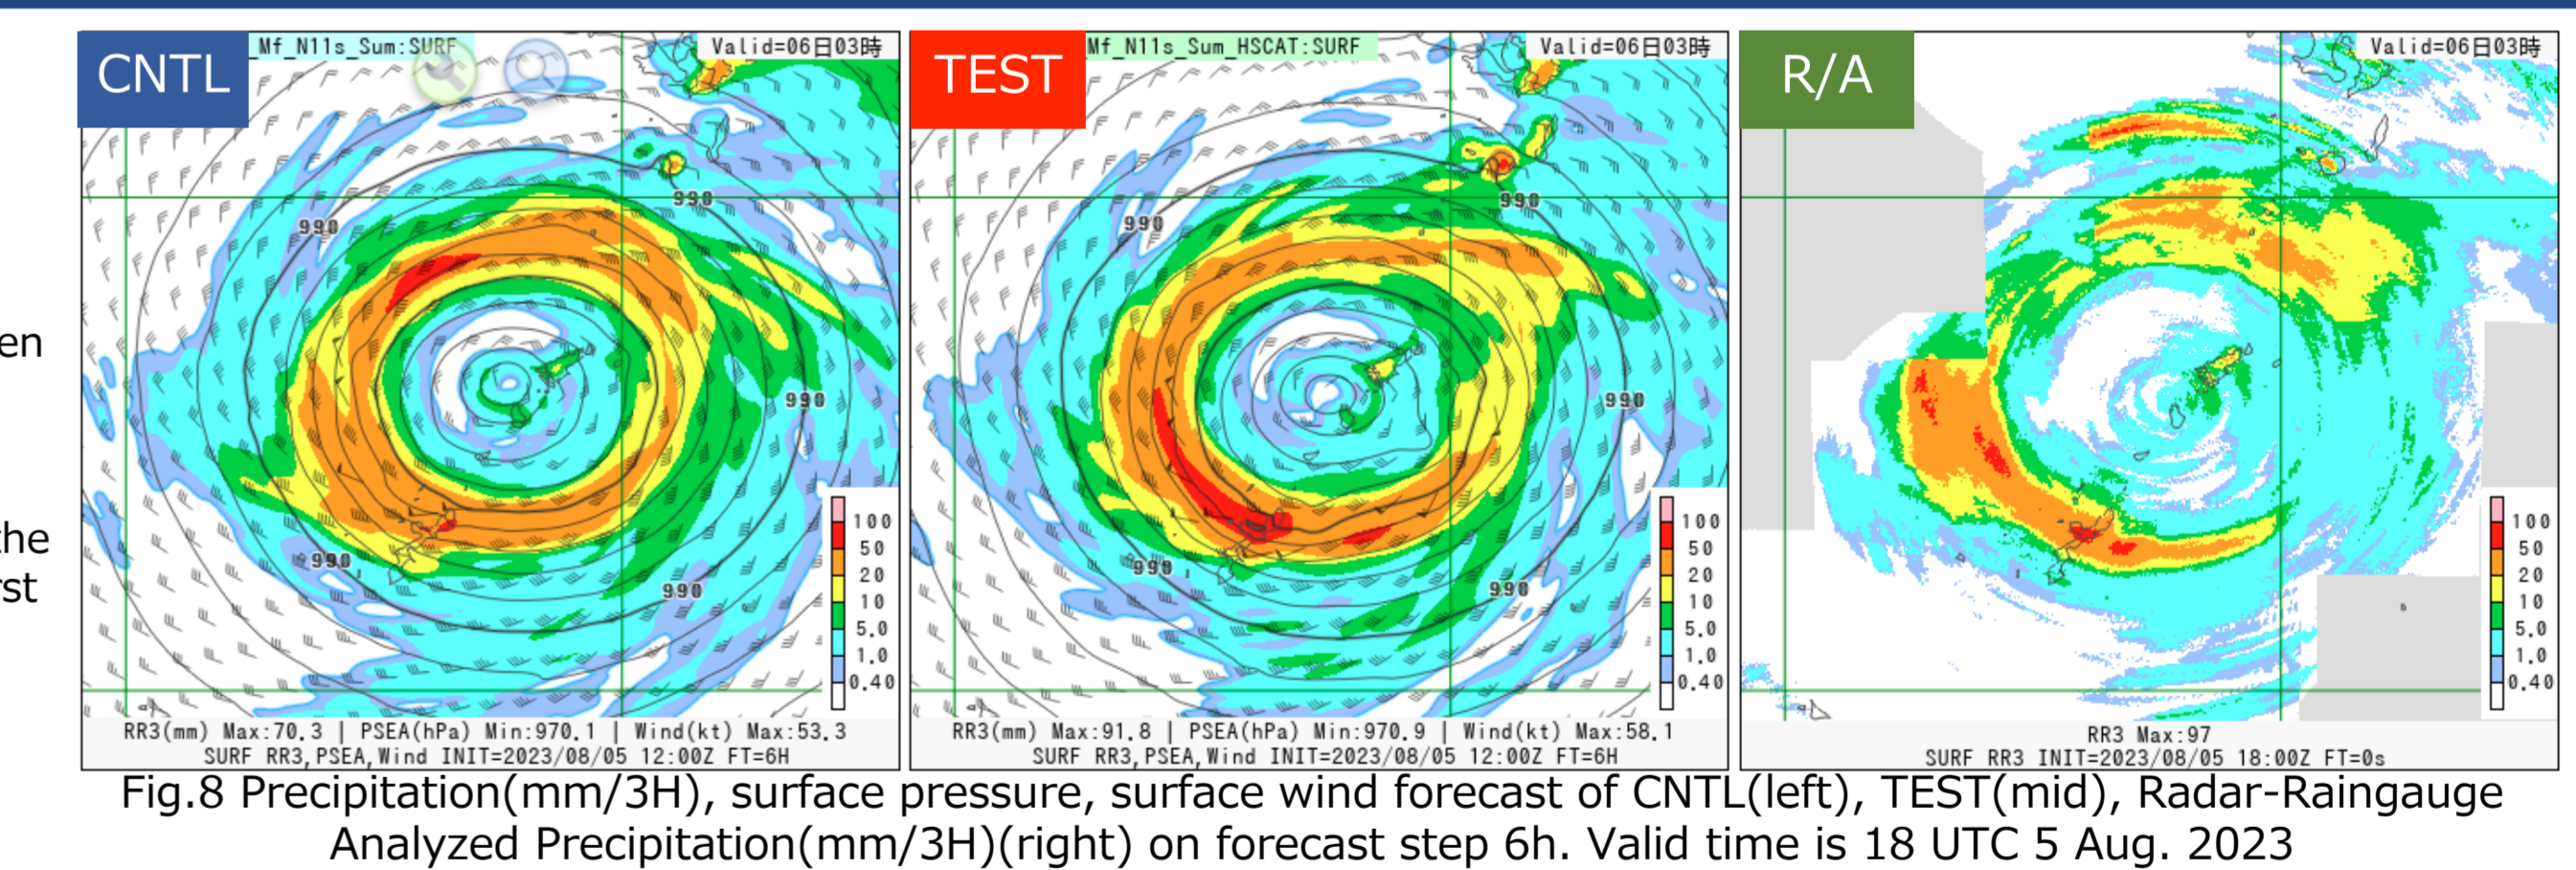 CNTL
_Mf_N11s_Sum:SURF
Valid=06日03時
TEST
Mf_N11s_Sum_HSCAT:SURF
Valid=06日03時
R/A
Valid=06日03時
990
990
990
990
990
990
990
990
990
990
en
the
rst
100
50
20
10
5.0
1.0
0.40
100
50
20
10
5.0
1.0
0.40
100
50
20
10
5.0
1.0
0.40
RR3(mm) Max:70.3 | PSEA(hPa) Min:970.1 | Wind(kt) Max:53.3
SURF RR3,PSEA,Wind INIT=2023/08/05 12:00Z FT=6H
RR3(mm) Max:91.8 | PSEA(hPa) Min:970.9 | Wind(kt) Max:58.1
SURF RR3,PSEA,Wind INIT=2023/08/05 12:00Z FT=6H
RR3 Max:97
SURF RR3 INIT=2023/08/05 18:00Z FT=0s
Fig.8 Precipitation(mm/3H), surface pressure, surface wind forecast of CNTL(left), TEST(mid), Radar-Raingauge
Analyzed Precipitation(mm/3H)(right) on forecast step 6h. Valid time is 18 UTC 5 Aug. 2023